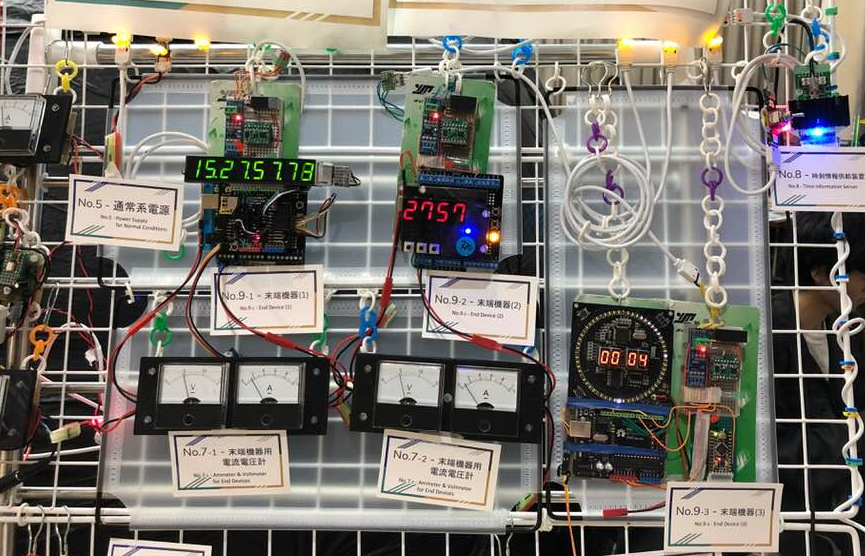 15.27.57.78
2757
No.5 - 通常系電源
No.5 - Power Supply
for Normal Conditions
No.8 - 時刻情報供給装置
No.8 - Time Information Server
No.9-1 - 末端機器(1)
No.9-1 - End Device (1)
No.9-2 - 末端機器(2)
No.9-2 - End Device (2)
00 04
V
A
V
A
No.7-1 - 末端機器用
電流電圧計
No.7-1 - Ammeter & Voltmeter
for End Devices
No.7-2 - 末端機器用
電流電圧計
No.7-2 - Ammeter & Voltmeter
for End Devices
No.9-3 - 末端機器(3)
No.9-3 - End Device (3)